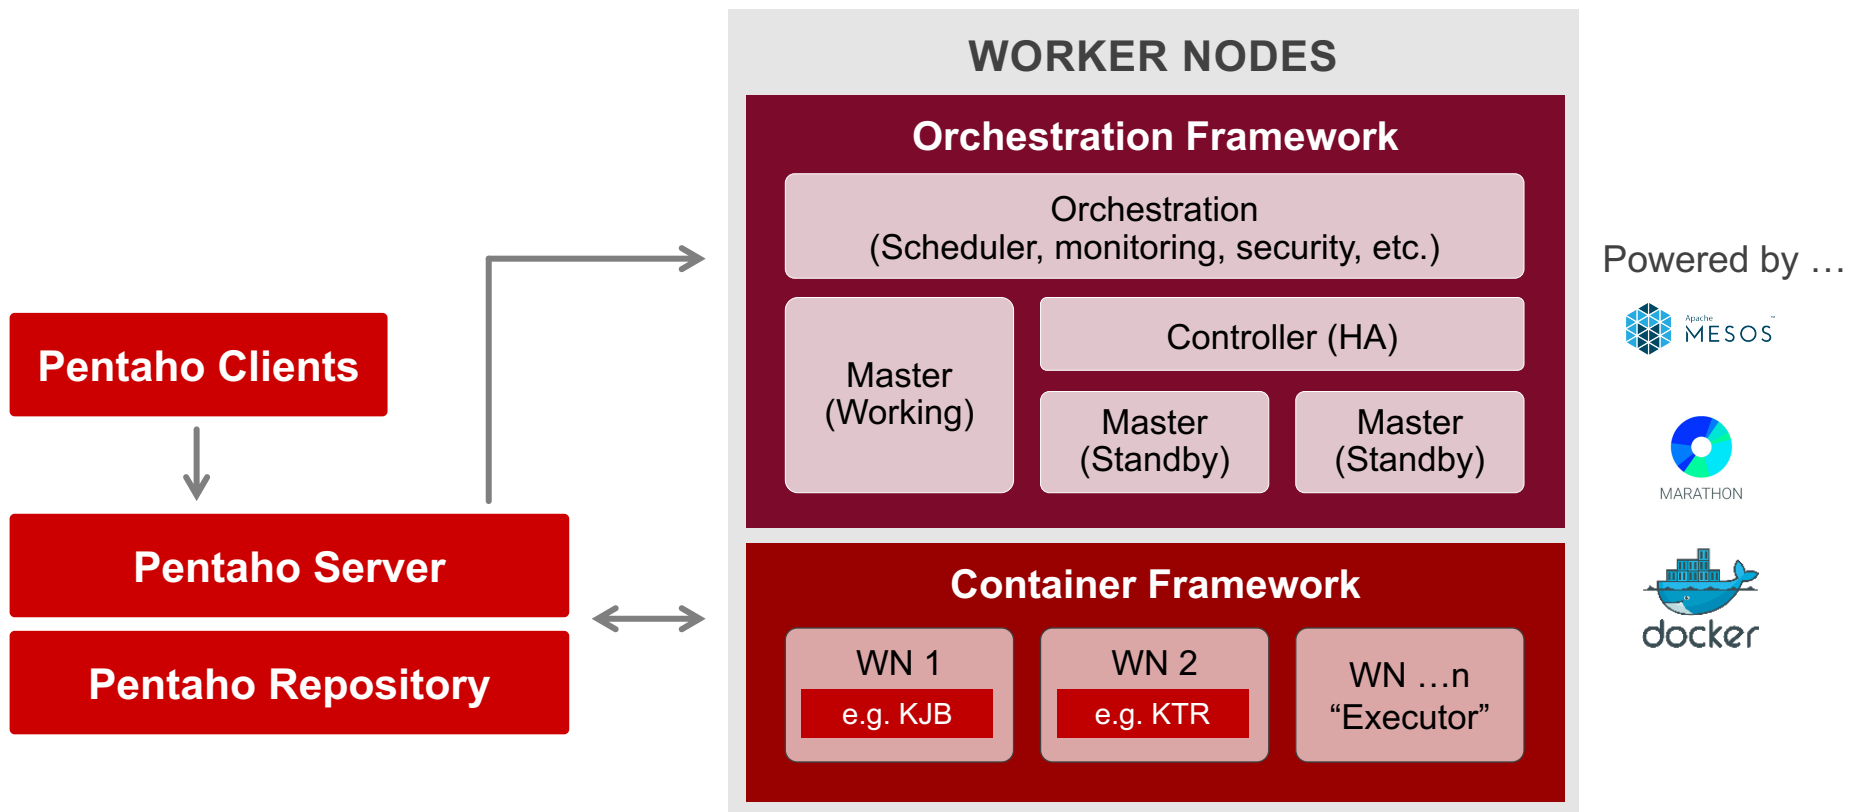 WORKER NODES
Orchestration Framework
Orchestration
(Scheduler, monitoring, security, etc.)
Master
(Working)
Controller (HA)
Master
(Standby)
Master
(Standby)
Container Framework
WN 1
e.g. KJB
WN 2
e.g. KTR
WN …n
“Executor”
Pentaho Clients
Pentaho Server
Pentaho Repository
Powered by …
Apache
MESOS™
MARATHON
docker